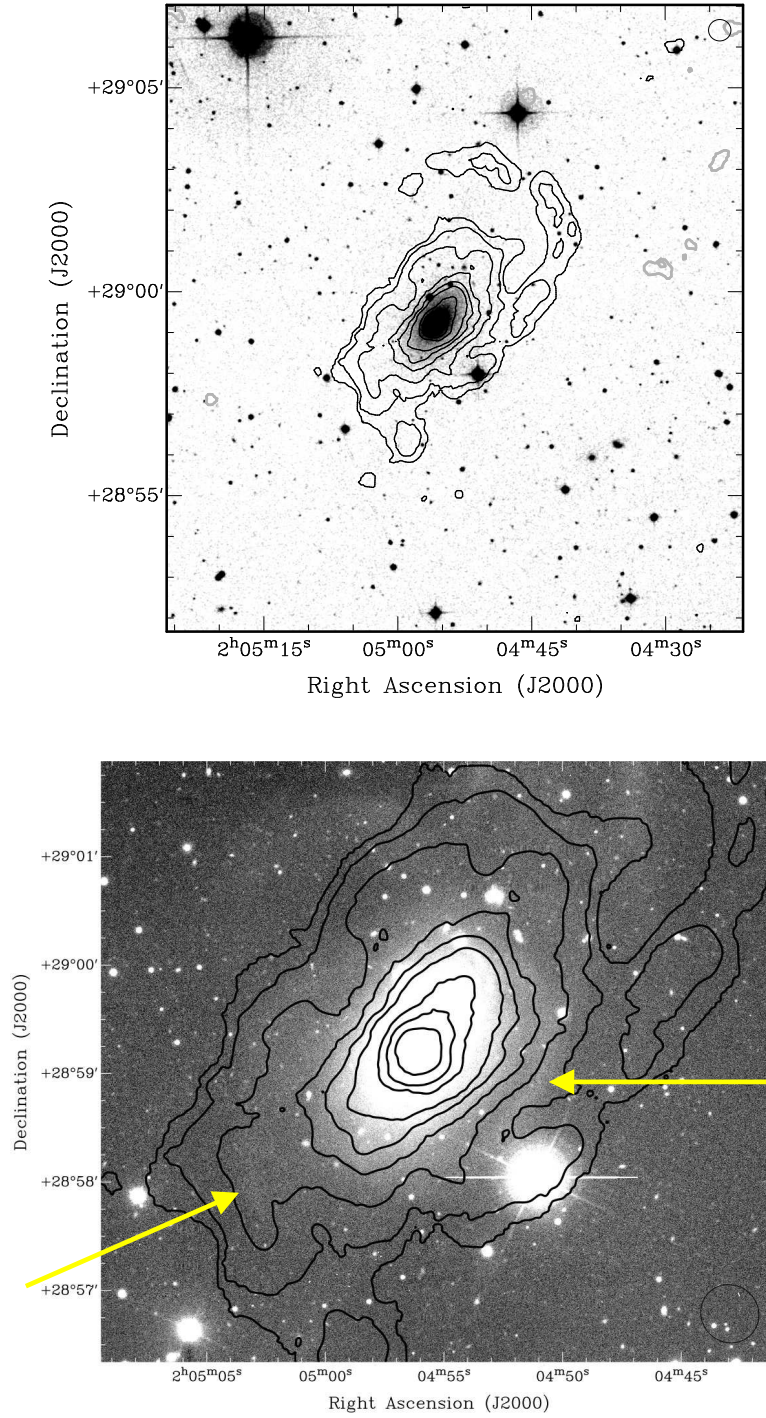 +29°05′
+29°00′
+28°55′
Declination (J2000)
2ʰ05ᵐ15ˢ 05ᵐ00ˢ 04ᵐ45ˢ 04ᵐ30ˢ
Right Ascension (J2000)
+29°01′
+29°00′
+28°59′
+28°58′
+28°57′
Declination (J2000)
2ʰ05ᵐ05ˢ 05ᵐ00ˢ 04ᵐ55ˢ 04ᵐ50ˢ 04ᵐ45ˢ
Right Ascension (J2000)